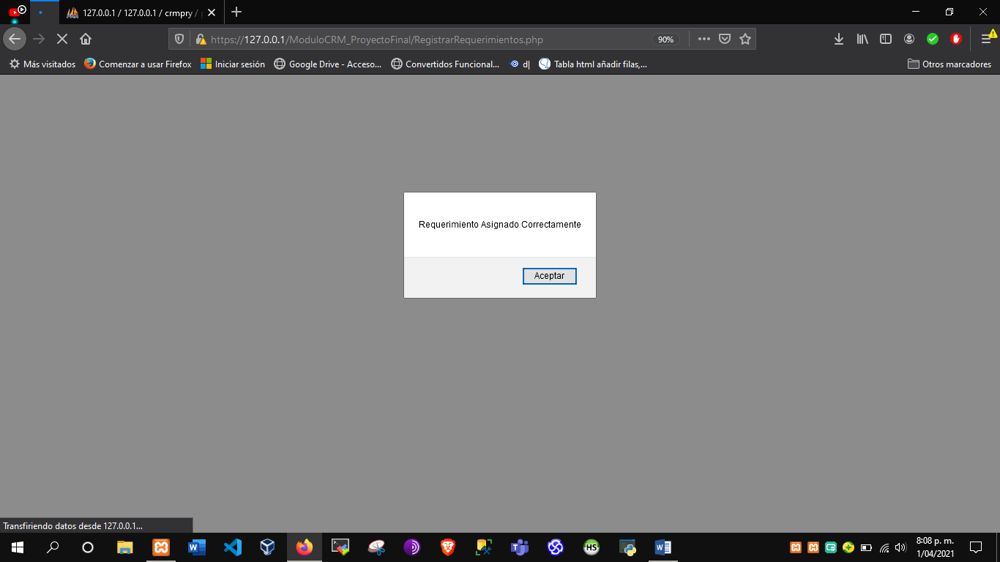 127.0.0.1 / 127.0.0.1 / crmpry /
https://127.0.0.1/ModuloCRM_ProyectoFinal/RegistrarRequerimientos.php
90%
Más visitados
Comenzar a usar Firefox
Iniciar sesión
Google Drive - Acceso...
Convertidos Funcional...
d|
Tabla html añadir filas,...
Otros marcadores
Requerimiento Asignado Correctamente
Aceptar
Transfiriendo datos desde 127.0.0.1...
HS
8:08 p. m.
1/04/2021